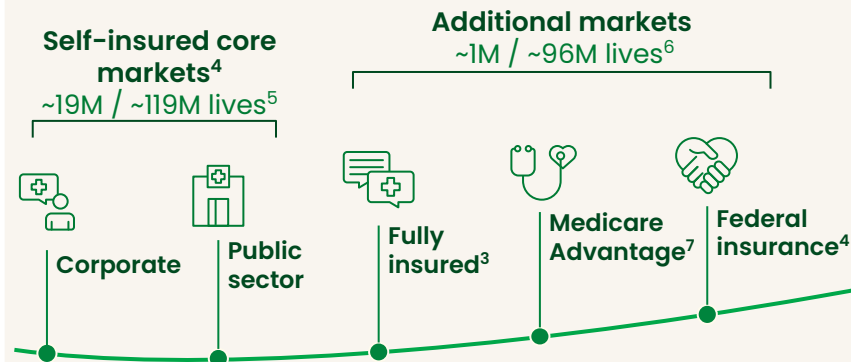 Self-insured core
markets⁴
~19M / ~119M lives⁵
Additional markets
~1M / ~96M lives⁶
Corporate
Public
sector
Fully
insured³
Medicare
Advantage⁷
Federal
insurance⁴